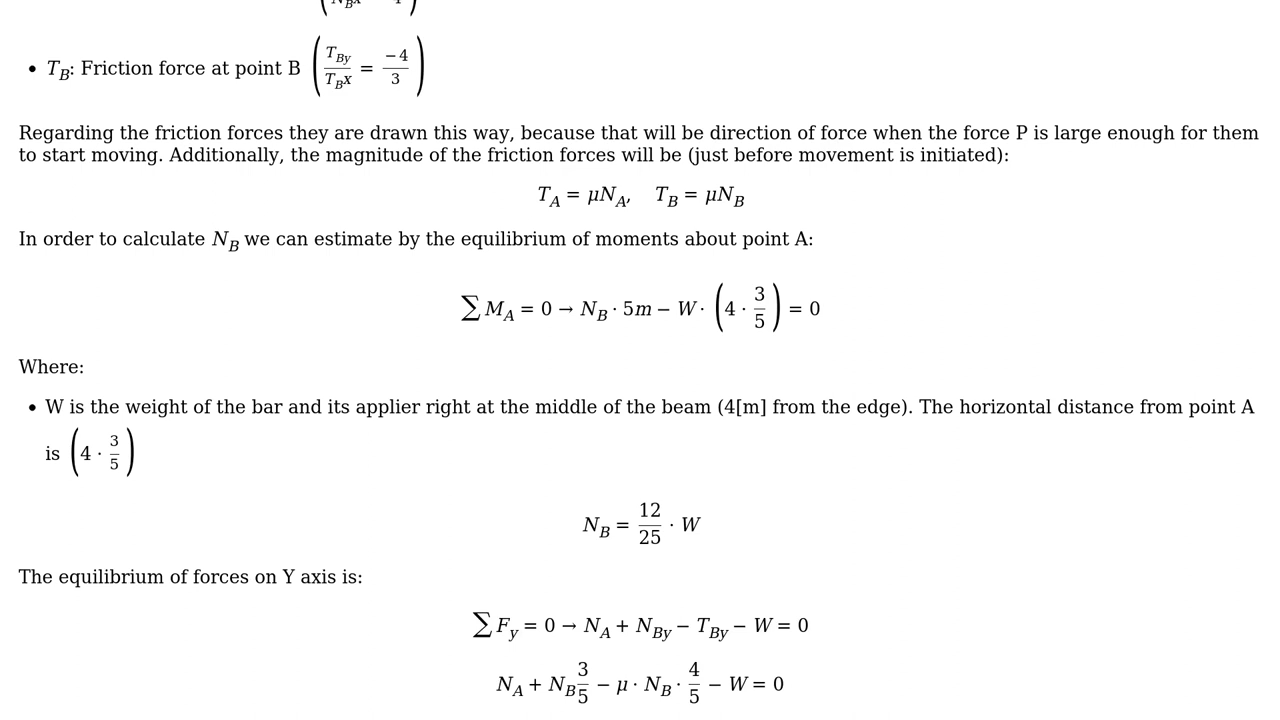 (N_Bx 4)
• T_B: Friction force at point B (T_By/T_Bx = −4/3)
Regarding the friction forces they are drawn this way, because that will be direction of force when the force P is large enough for them
to start moving. Additionally, the magnitude of the friction forces will be (just before movement is initiated):
T_A = μN_A, T_B = μN_B
In order to calculate N_B we can estimate by the equilibrium of moments about point A:
∑ M_A = 0 → N_B · 5m − W · (4 · 3/5) = 0
Where:
• W is the weight of the bar and its applier right at the middle of the beam (4[m] from the edge). The horizontal distance from point A
is (4 · 3/5)
N_B = 12/25 · W
The equilibrium of forces on Y axis is:
∑ F_y = 0 → N_A + N_By − T_By − W = 0
N_A + N_B 3/5 − μ · N_B · 4/5 − W = 0